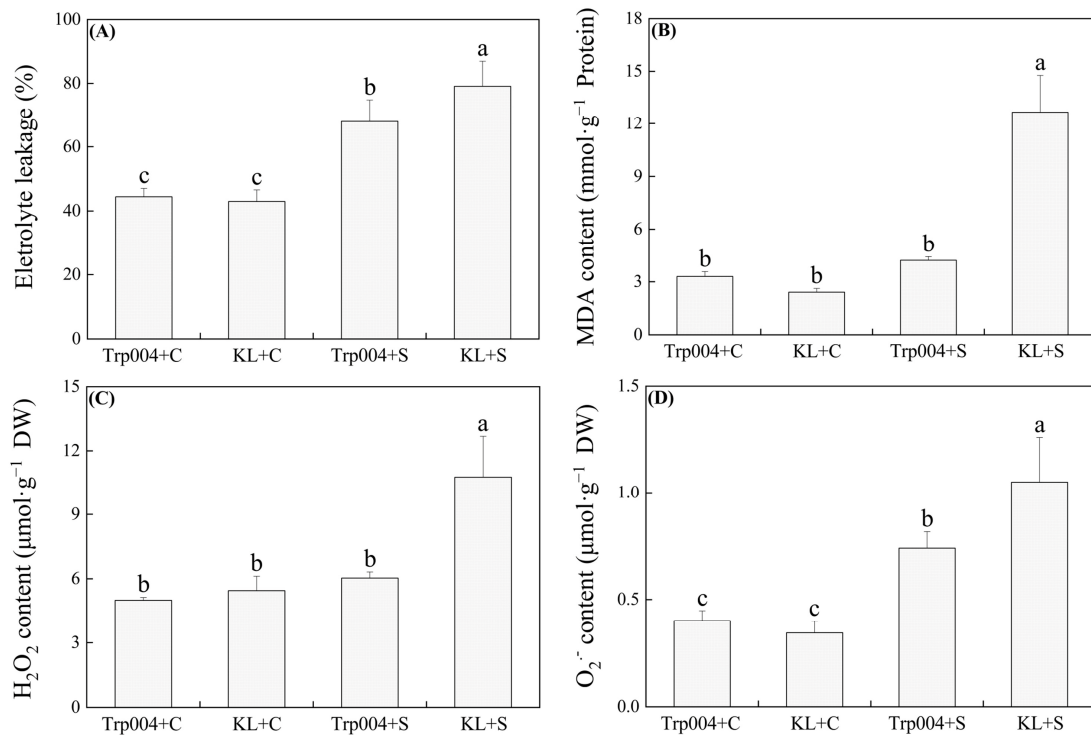 (A)
Eletrolyte leakage (%)
100
80
60
40
20
0
c
c
b
a
Trp004+C KL+C Trp004+S KL+S
(B)
MDA content (mmol·g⁻¹ Protein)
18
15
12
9
6
3
0
b
b
b
a
Trp004+C KL+C Trp004+S KL+S
(C)
H₂O₂ content (μmol·g⁻¹ DW)
15
12
9
6
3
0
b
b
b
a
Trp004+C KL+C Trp004+S KL+S
(D)
O₂·⁻ content (μmol·g⁻¹ DW)
1.5
1.0
0.5
0.0
c
c
b
a
Trp004+C KL+C Trp004+S KL+S